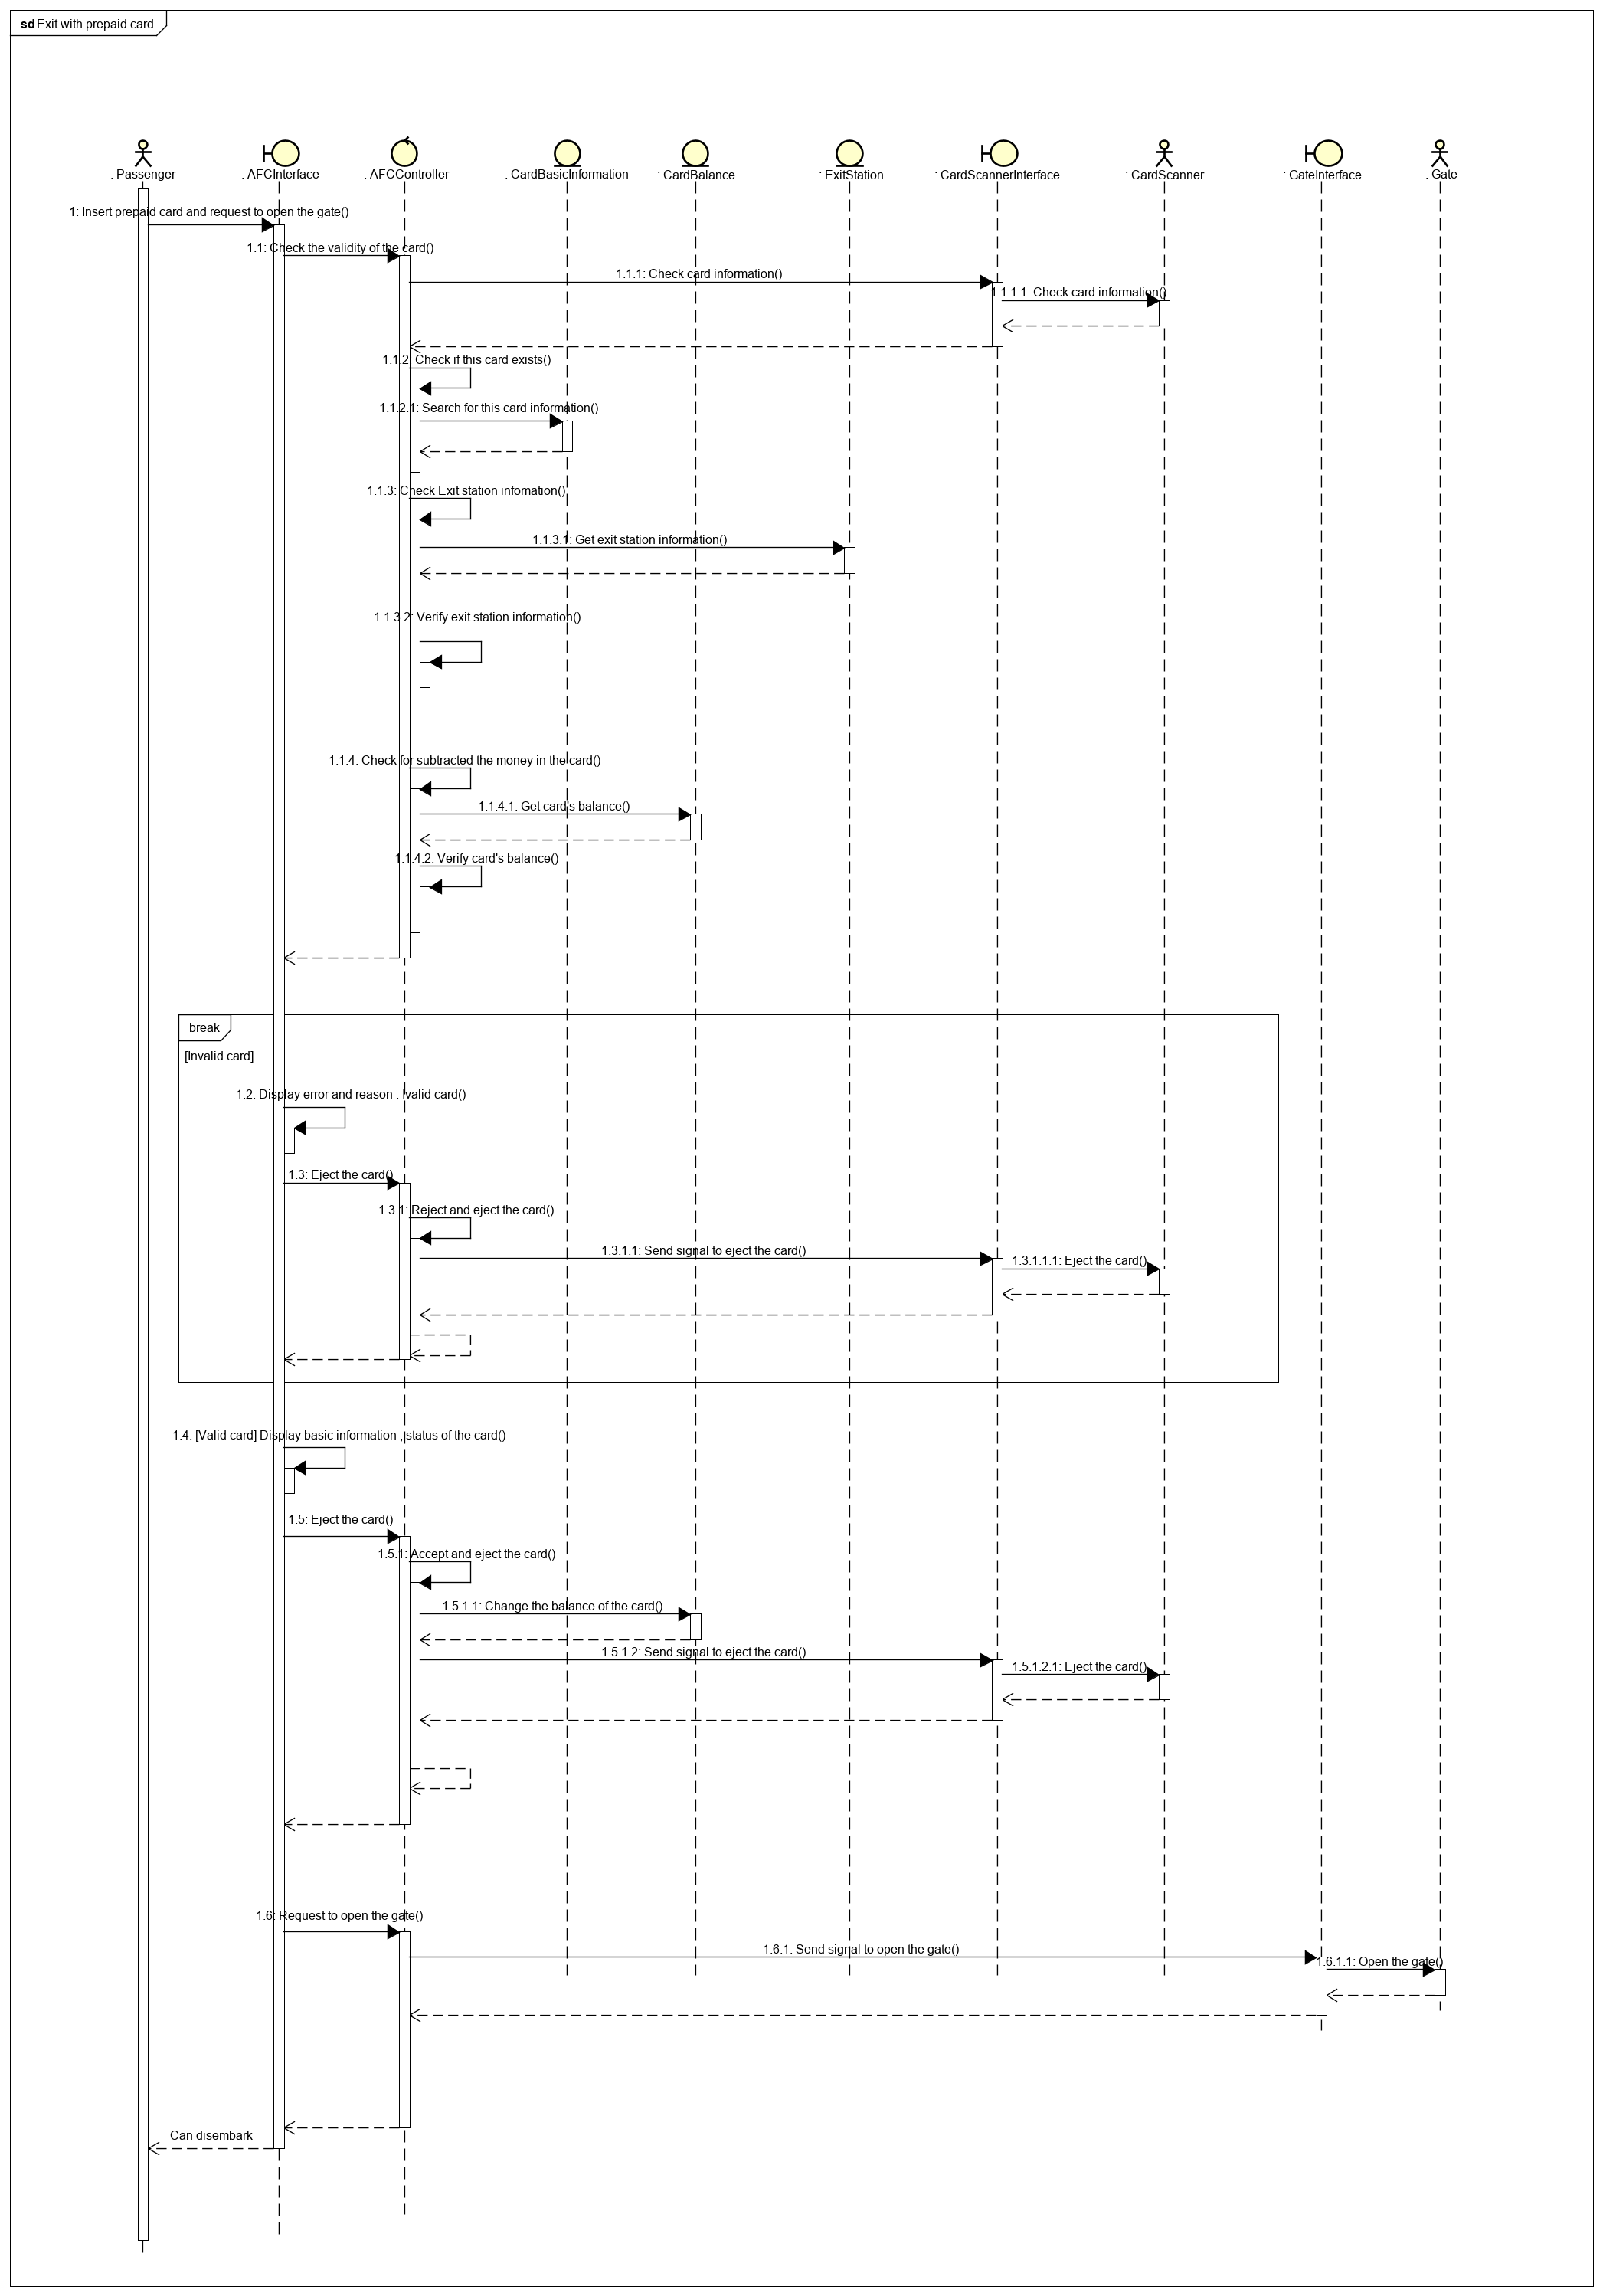 sd Exit with prepaid card
: Passenger
: AFCInterface
: AFCController
: CardBasicInformation
: CardBalance
: ExitStation
: CardScannerInterface
: CardScanner
: GateInterface
: Gate
1: Insert prepaid card and request to open the gate()
1.1: Check the validity of the card()
1.1.1: Check card information()
1.1.1.1: Check card information()
1.1.2: Check if this card exists()
1.1.2.1: Search for this card information()
1.1.3: Check Exit station infomation()
1.1.3.1: Get exit station information()
1.1.3.2: Verify exit station information()
1.1.4: Check for subtracted the money in the card()
1.1.4.1: Get card's balance()
1.1.4.2: Verify card's balance()
break
[Invalid card]
1.2: Display error and reason : Ivalid card()
1.3: Eject the card()
1.3.1: Reject and eject the card()
1.3.1.1: Send signal to eject the card()
1.3.1.1.1: Eject the card()
1.4: [Valid card] Display basic information , status of the card()
1.5: Eject the card()
1.5.1: Accept and eject the card()
1.5.1.1: Change the balance of the card()
1.5.1.2: Send signal to eject the card()
1.5.1.2.1: Eject the card()
1.6: Request to open the gate()
1.6.1: Send signal to open the gate()
1.6.1.1: Open the gate()
Can disembark